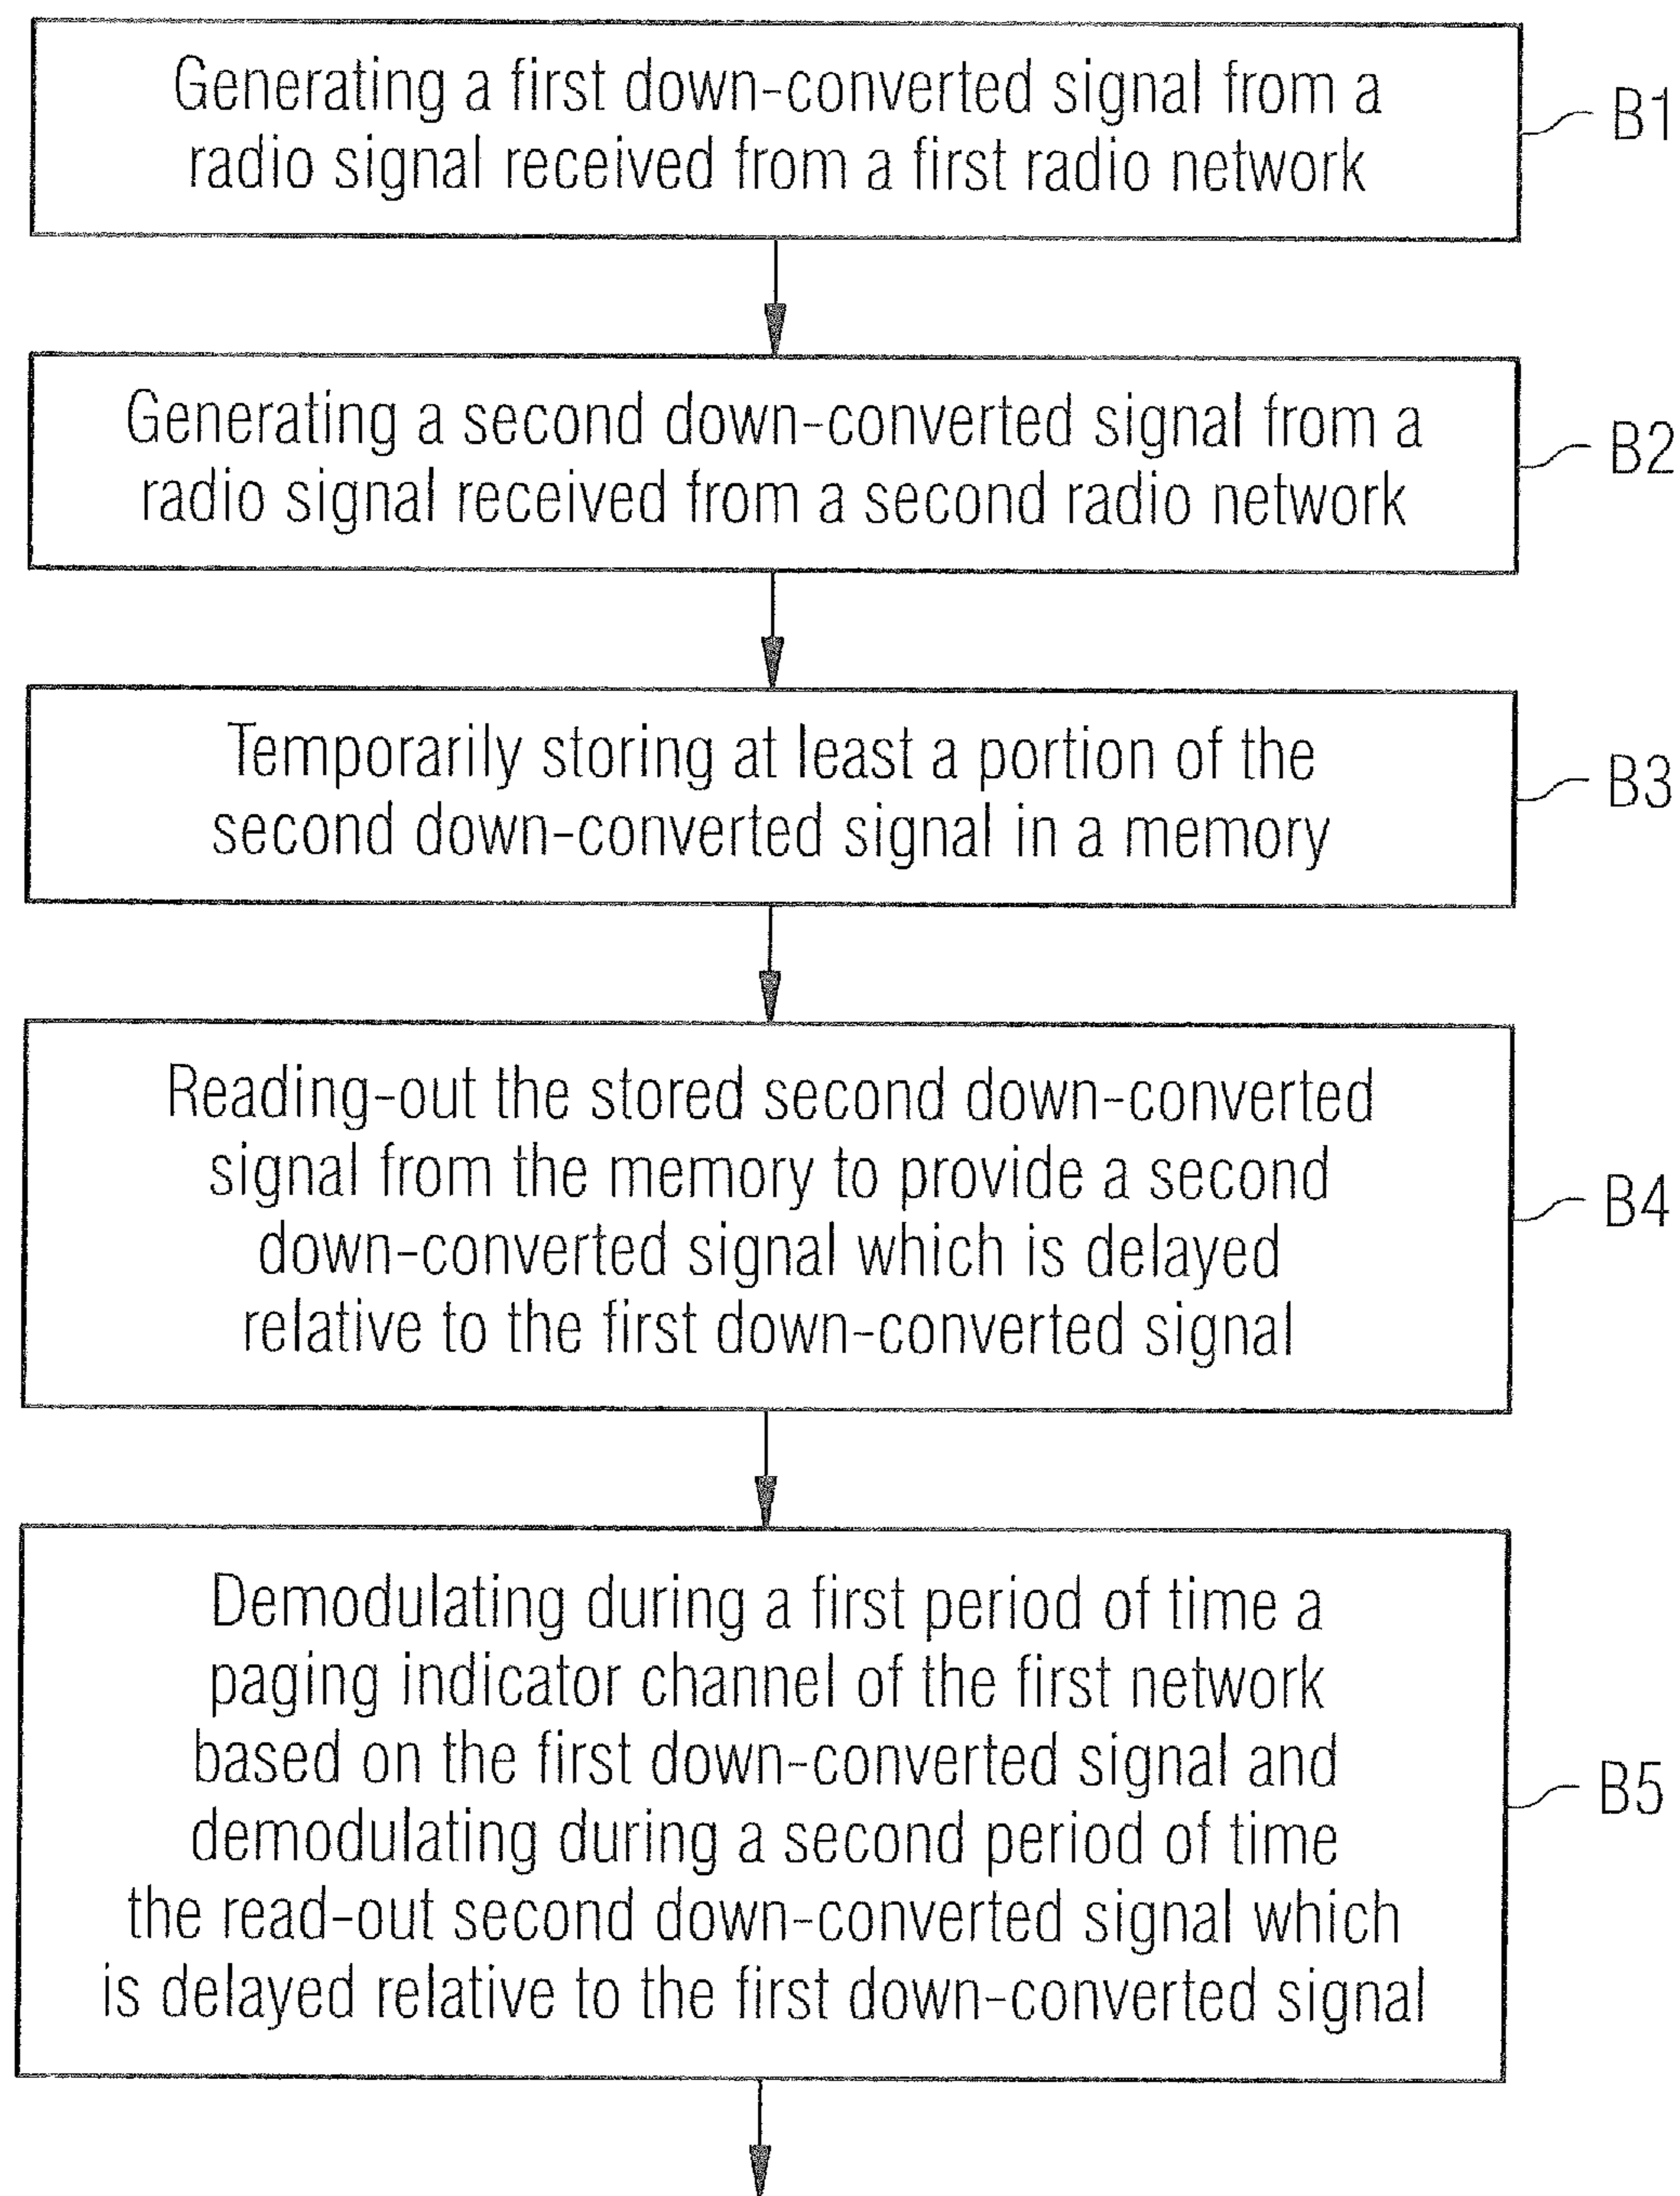 Generating a first down-converted signal from a
radio signal received from a first radio network
B1
Generating a second down-converted signal from a
radio signal received from a second radio network
B2
Temporarily storing at least a portion of the
second down-converted signal in a memory
B3
Reading-out the stored second down-converted
signal from the memory to provide a second
down-converted signal which is delayed
relative to the first down-converted signal
B4
Demodulating during a first period of time a
paging indicator channel of the first network
based on the first down-converted signal and
demodulating during a second period of time
the read-out second down-converted signal which
is delayed relative to the first down-converted signal
B5